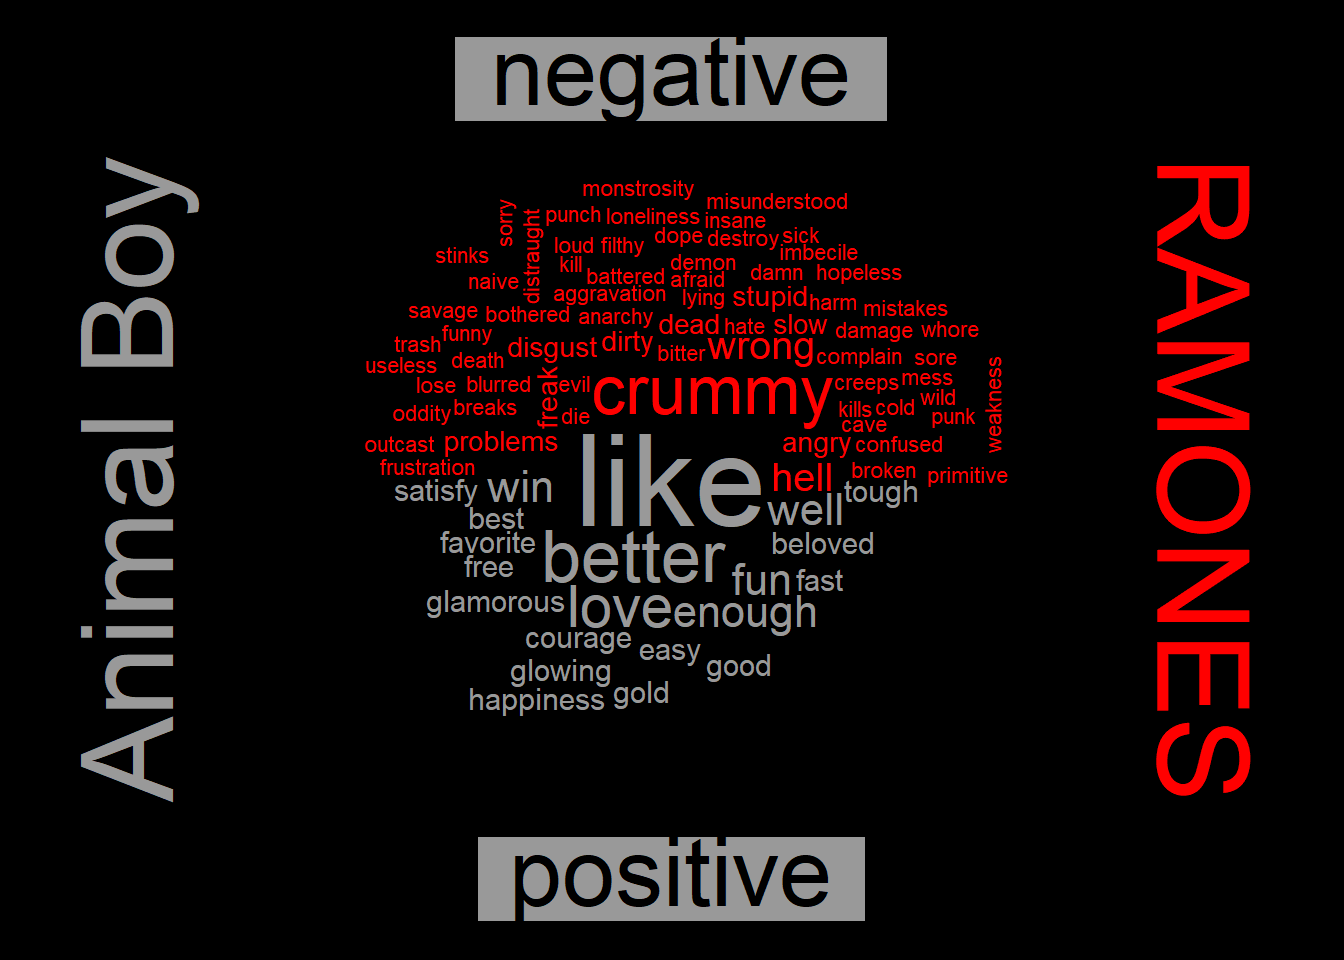 negative
Animal Boy
RAMONES
monstrosity
sorry distraught punch loneliness insane misunderstood
stinks loud filthy dope destroy sick
kill demon imbecile
naive battered afraid damn hopeless
aggravation lying stupid harm mistakes
savage bothered anarchy dead hate slow damage whore
trash funny disgust dirty bitter wrong complain sore
useless death freak evil crummy creeps mess weakness
lose blurred die kills cold wild
oddity breaks cave punk
outcast problems like angry confused
frustration hell broken primitive
satisfy win well tough
best
favorite better beloved
free fun fast
glamorous love enough
courage easy
glowing good
happiness gold
positive